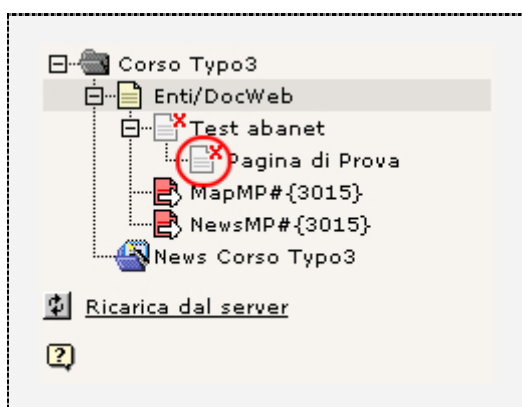 Corso Typo3
Enti/DocWeb
Test abanet
Pagina di Prova
MapMP#{3015}
NewsMP#{3015}
News Corso Typo3
Ricarica dal server